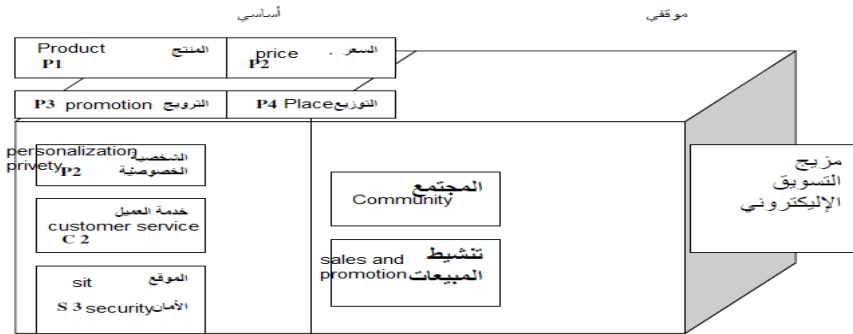 أساسي
موقفي
Product المنتج
P1
price السعر .
P2
P3 promotion الترويج
P4 Place التوزيع
personalization الشخصية
privety P2 الخصوصية
خدمة العميل
customer service
C 2
sit الموقع
S 3 security الأمان
المجتمع
Community
sales and تنشيط
promotion المبيعات
مزيج
التسويق
الإليكتروني